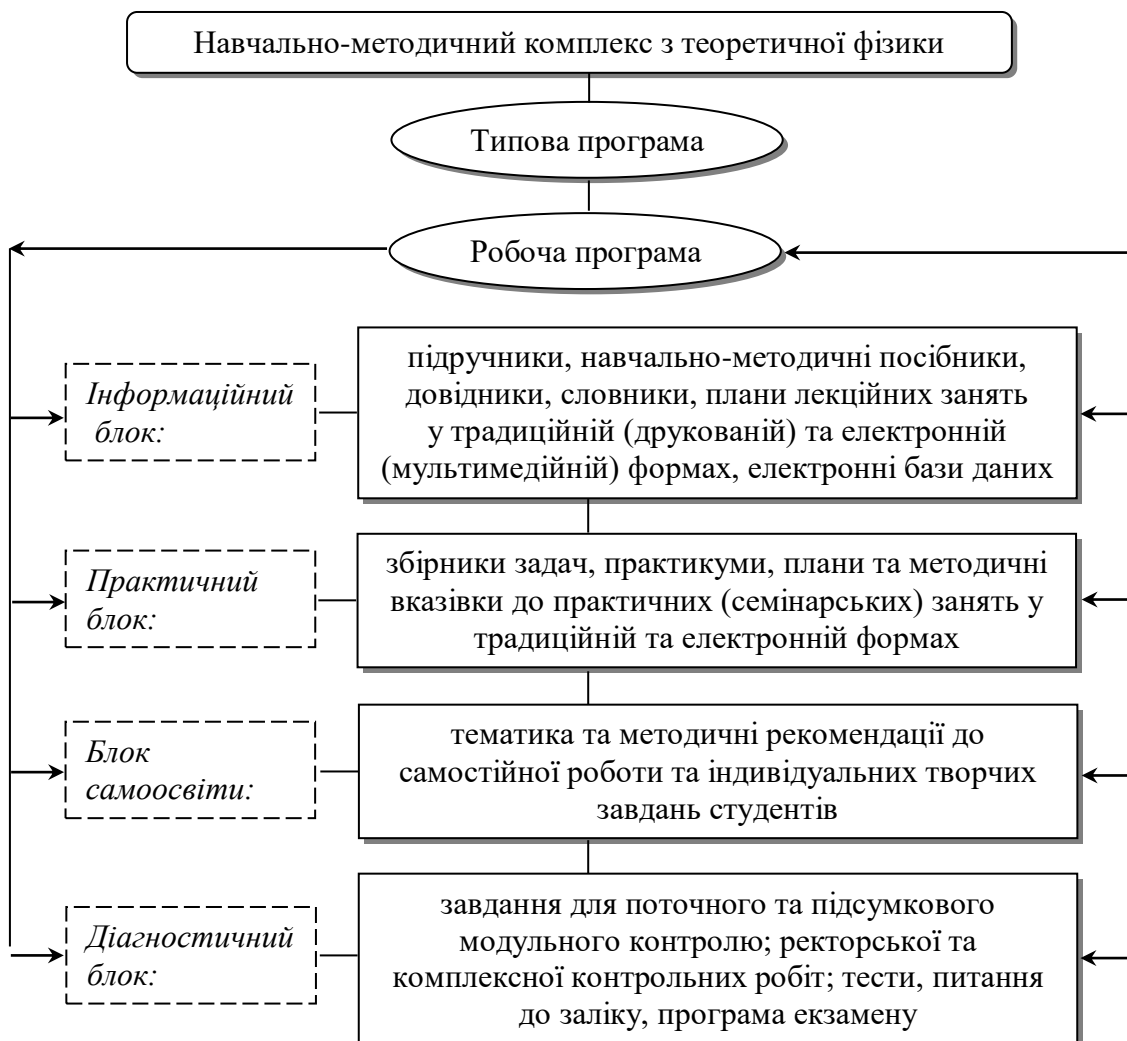 Навчально-методичний комплекс з теоретичної фізики
Типова програма
Робоча програма
Інформаційний
блок:
підручники, навчально-методичні посібники,
довідники, словники, плани лекційних занять
у традиційній (друкованій) та електронній
(мультимедійній) формах, електронні бази даних
Практичний
блок:
збірники задач, практикуми, плани та методичні
вказівки до практичних (семінарських) занять у
традиційній та електронній формах
Блок
самоосвіти:
тематика та методичні рекомендації до
самостійної роботи та індивідуальних творчих
завдань студентів
Діагностичний
блок:
завдання для поточного та підсумкового
модульного контролю; ректорської та
комплексної контрольних робіт; тести, питання
до заліку, програма екзамену